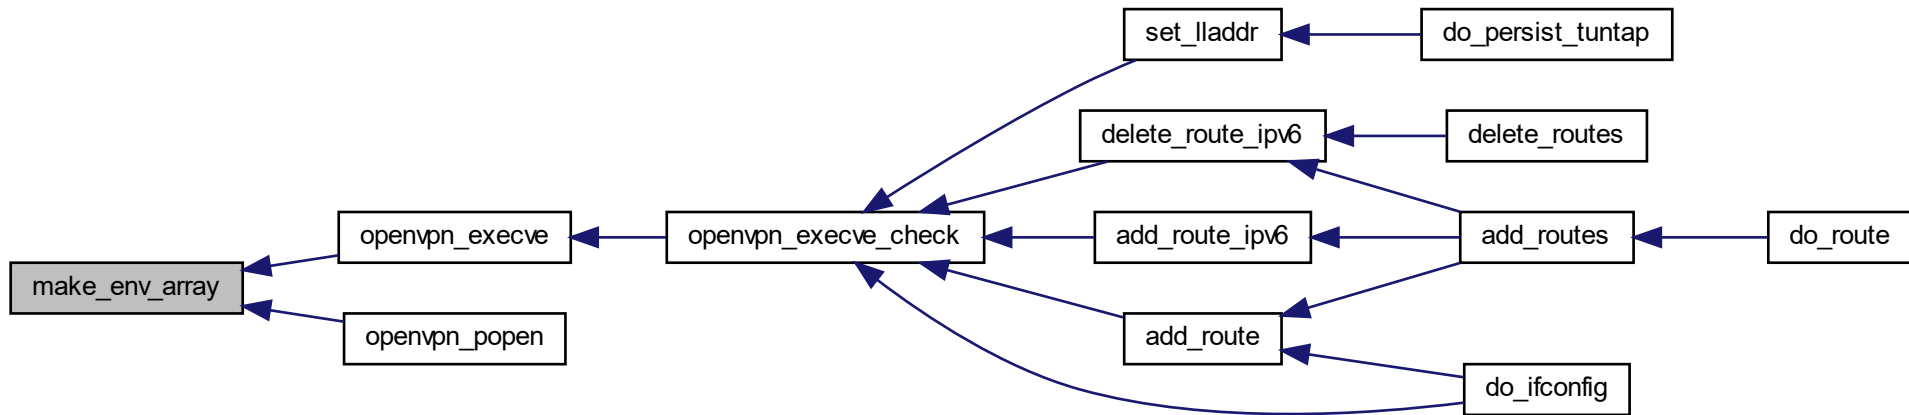 set_lladdr
do_persist_tuntap
delete_route_ipv6
delete_routes
openvpn_execve
openvpn_execve_check
add_route_ipv6
add_routes
do_route
make_env_array
openvpn_popen
add_route
do_ifconfig